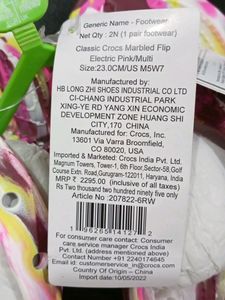 Generic Name - Footwear
Net Qty : 2N (1 pair footwear)
Classic Crocs Marbled Flip
Electric Pink/Multi
Size:23.0CM/US M5W7
Manufactured by:
HB LONG ZHI SHOES INDUSTRIAL CO LTD
CI-CHANG INDUSTRIAL PARK
XING-YE RD YANG XIN ECONOMIC
DEVELOPMENT ZONE HUANG SHI
CITY,170 CHINA
Manufactured for: Crocs, Inc.
13601 Via Varra Broomfield,
CO 80020, USA
Imported & Marketed: Crocs India Pvt. Ltd.
Magnum Towers, Tower-1, 6th Floor,Sector-58,Golf
Course Extn. Road,Gurugram-122011, Haryana, India
MRP ₹ 2295.00 (inclusive of all taxes)
Rs Two thousand two hundred ninety five only
Article No 207822-6RW
For consumer care contact: Consumer
care service manager Crocs India Pvt.
Ltd. (address mentioned above)
Contact number +91 2240174645
Email id: customerservice_in@crocs.com
Country Of Origin – China
Import Date: 10/05/2022